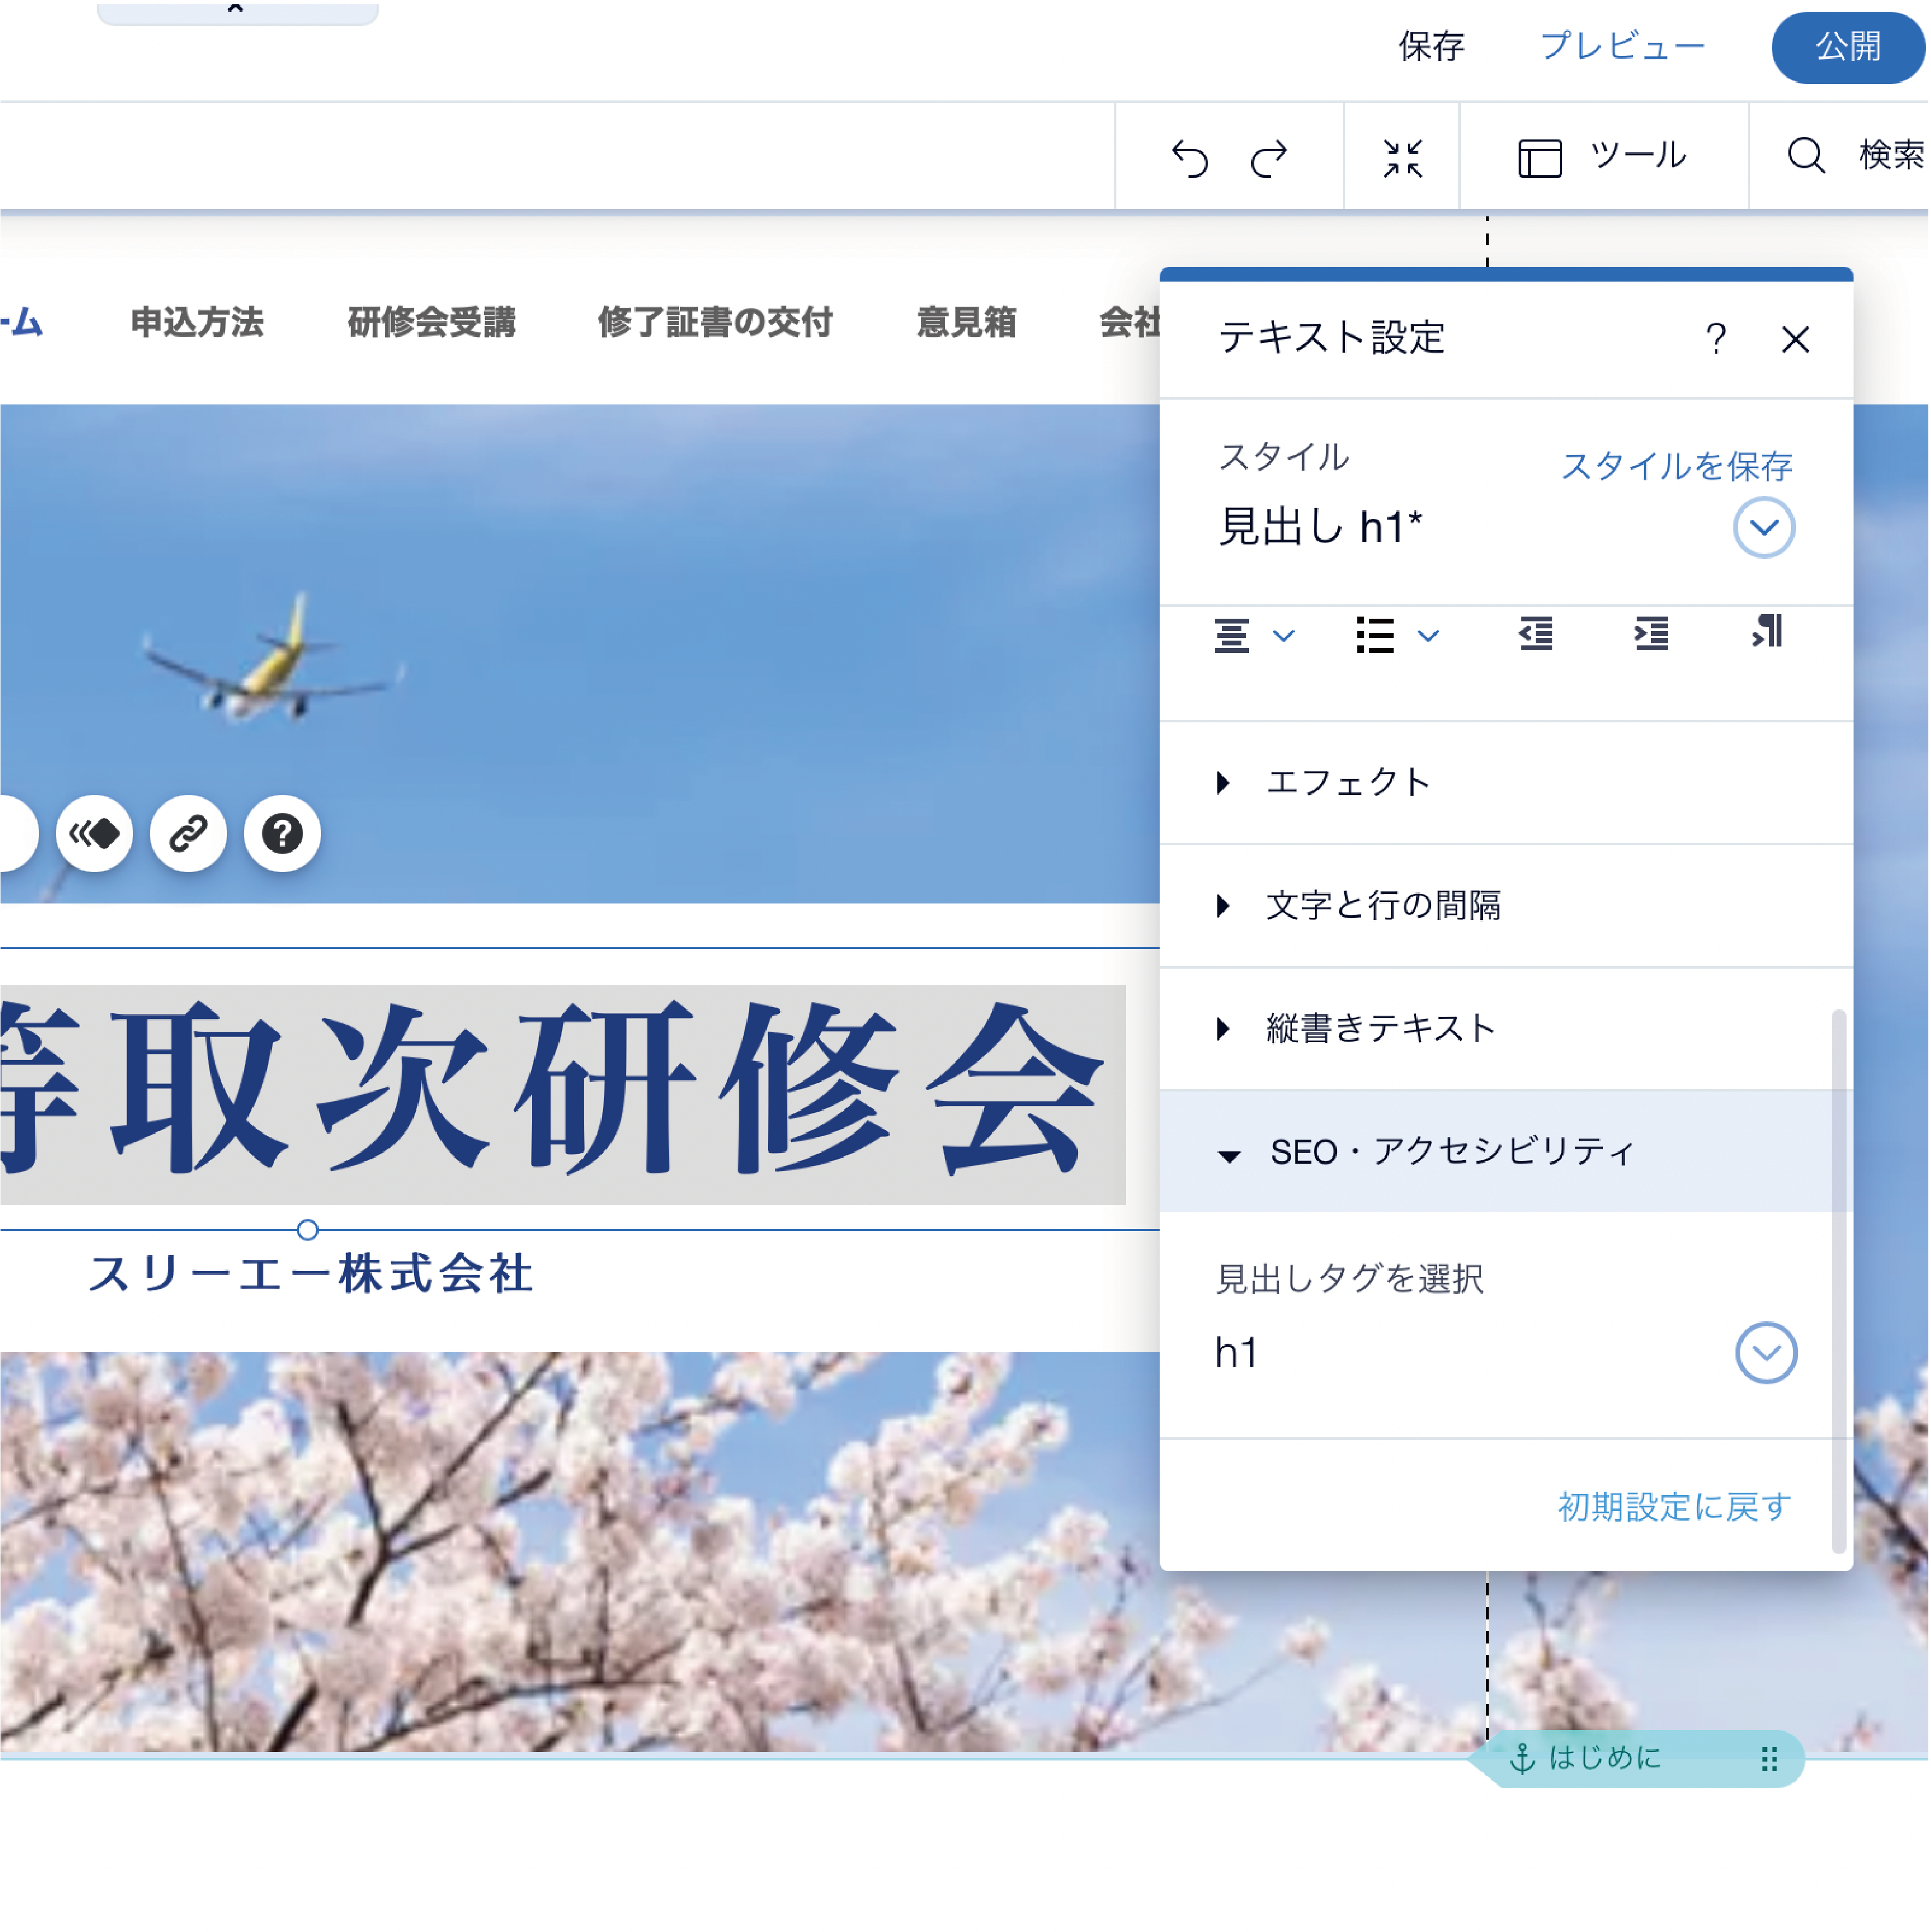 保存 プレビュー 公開
ツール 検索
ーム 申込方法 研修会受講 修了証書の交付 意見箱 会社
テキスト設定 ? ×
スタイル スタイルを保存
見出し h1*
エフェクト
文字と行の間隔
縦書きテキスト
等取次研修会
SEO・アクセシビリティ
スリーエー株式会社
見出しタグを選択
h1
初期設定に戻す
はじめに